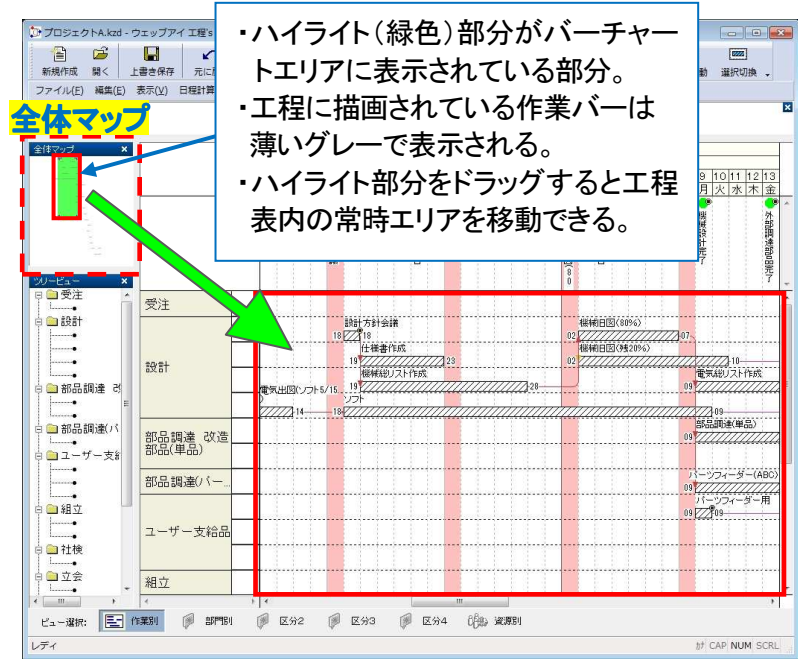 プロジェクトA.kzd - ウェッブアイ 工程's
新規作成 開く 上書き保存 元に
動 選択切換
ファイル(F) 編集(E) 表示(V) 日程計算
・ハイライト（緑色）部分がバーチャー
トエリアに表示されている部分。
・工程に描画されている作業バーは
薄いグレーで表示される。
・ハイライト部分をドラッグすると工程
表内の常時エリアを移動できる。
全体マップ
全体マップ
9 10 11 12 13
月 火 水 木 金
機械設計完了
外部調達部品完了
ツリービュー
受注
設計
部品調達 改
部品調達(パ
ユーザー支給
組立
社検
立会
受注
設計
部品調達 改造
部品(単品)
部品調達(パー...
ユーザー支給品
組立
設計方針会議
18 18
仕様書作成
19 23
機械総リスト作成
19 28
電気出図(ソフト5/15...
ソフト
14 18 09
機械出図(80%)
02 07
機械出図(残20%)
02 10
電気総リスト作成
09
部品調達(単品)
09
パーツフィーダー(ABC)
09
パーツフィーダー用
09 09
ビュー選択: 作業別 部門別 区分2 区分3 区分4 資源別
レディ
CAP NUM SCRL